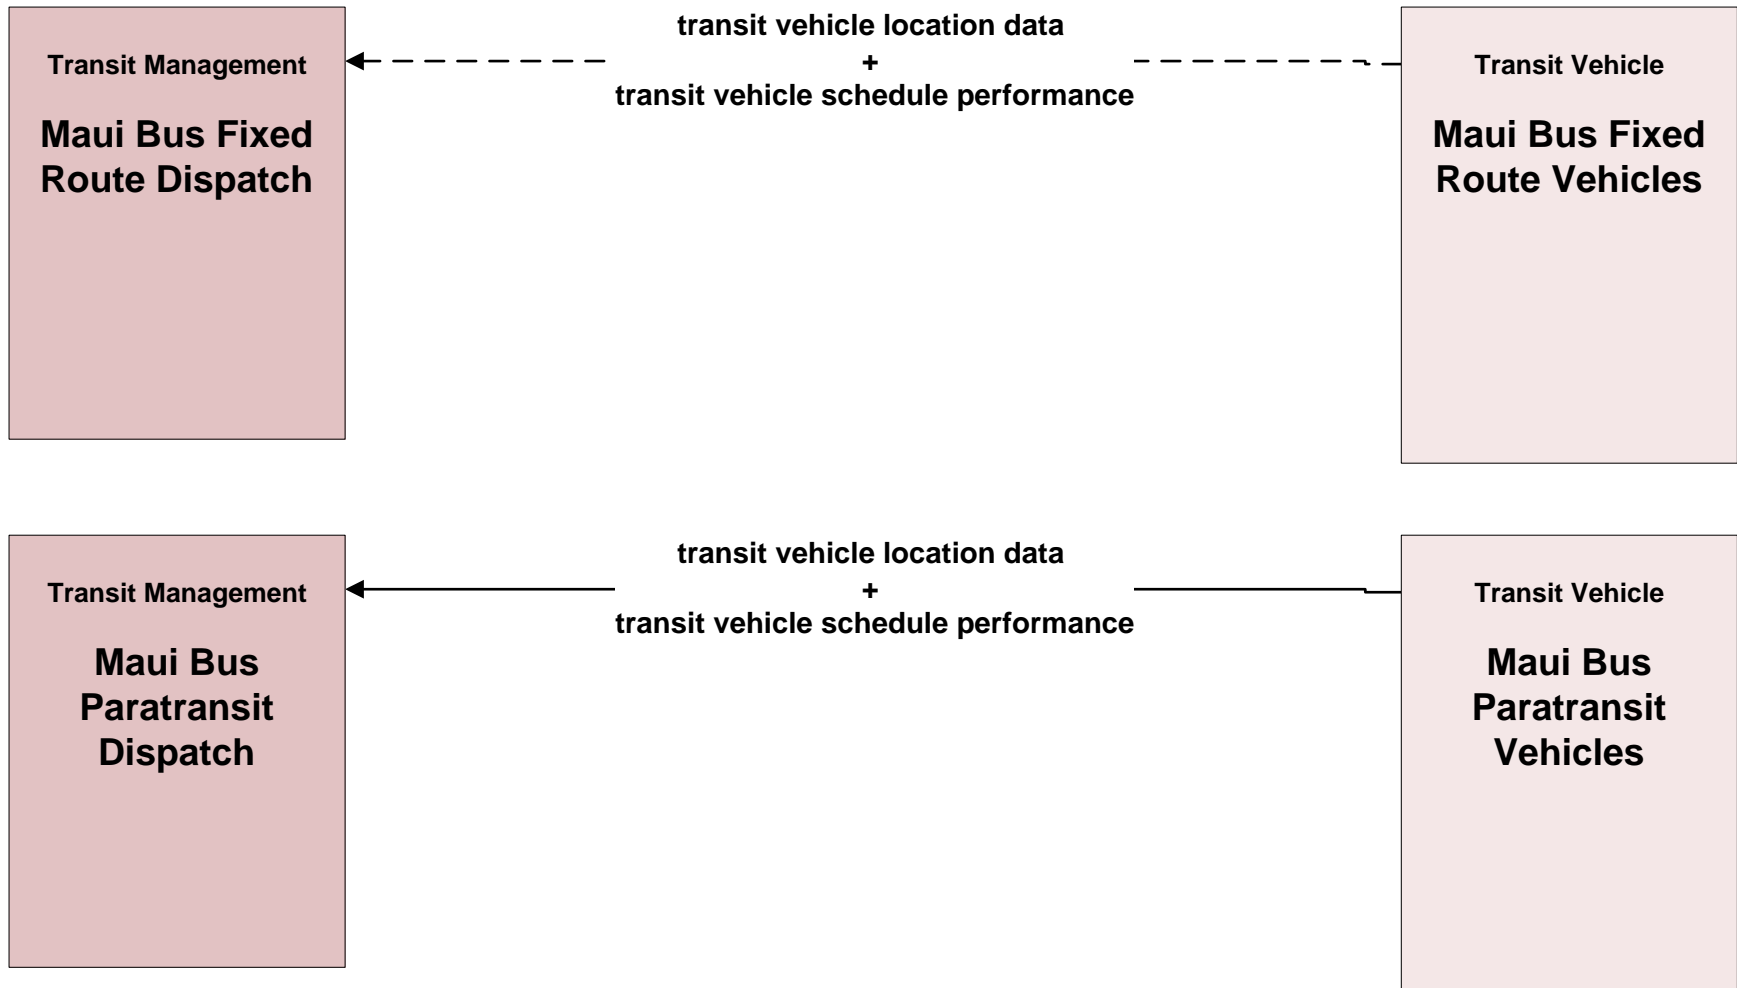 transit vehicle location data
+
transit vehicle schedule performance
Transit Management
Maui Bus Fixed
Route Dispatch
Transit Vehicle
Maui Bus Fixed
Route Vehicles
transit vehicle location data
+
transit vehicle schedule performance
Transit Management
Maui Bus
Paratransit
Dispatch
Transit Vehicle
Maui Bus
Paratransit
Vehicles